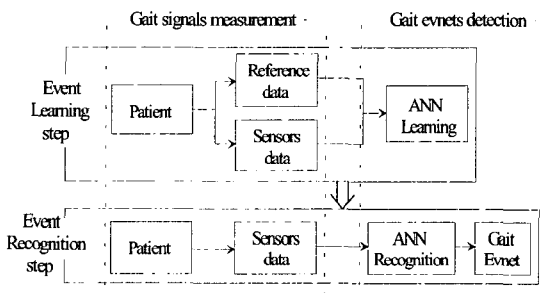 Gait signals measurement
Gait evnets detection
Event
Learning
step
Patient
Reference
data
Sensors
data
ANN
Learning
Event
Recognition
step
Patient
Sensors
data
ANN
Recognition
Gait
Evnet